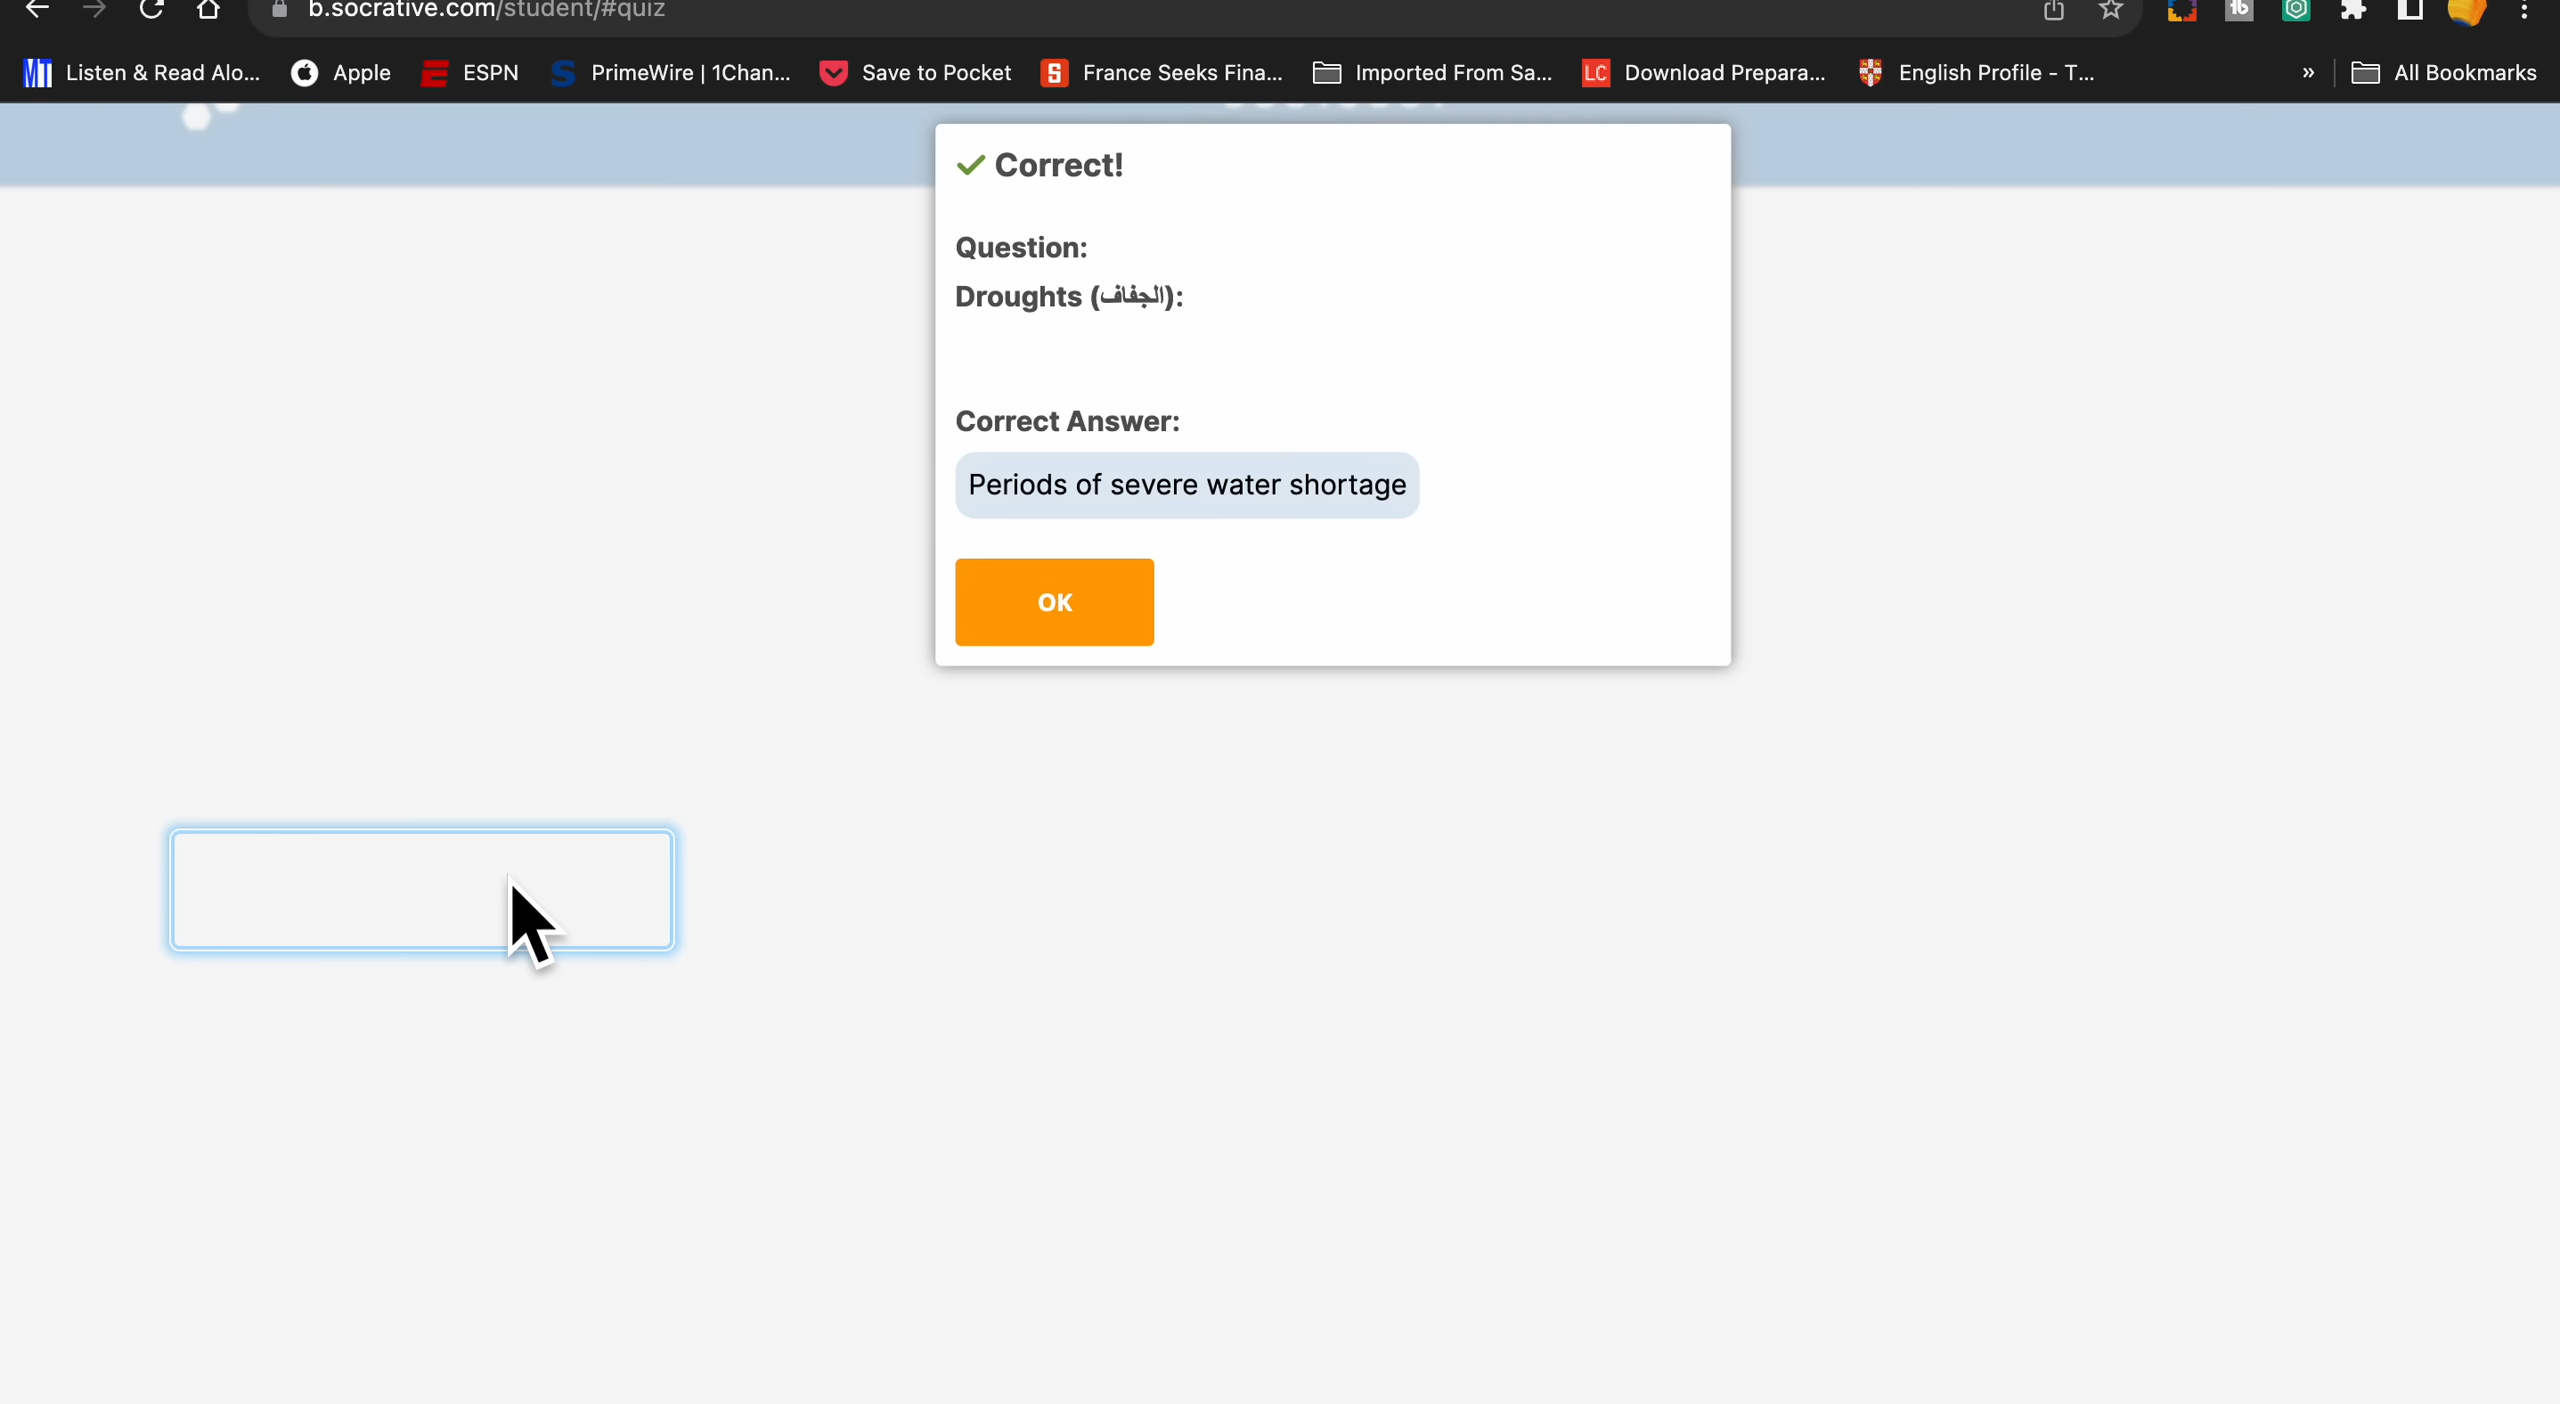 b.socrative.com/student/#quiz
Listen & Read Alo... Apple ESPN PrimeWire | 1Chan... Save to Pocket France Seeks Fina... Imported From Sa... Download Prepara... English Profile - T... » All Bookmarks
Correct!
Question:
Droughts (الجفاف):
Correct Answer:
Periods of severe water shortage
OK